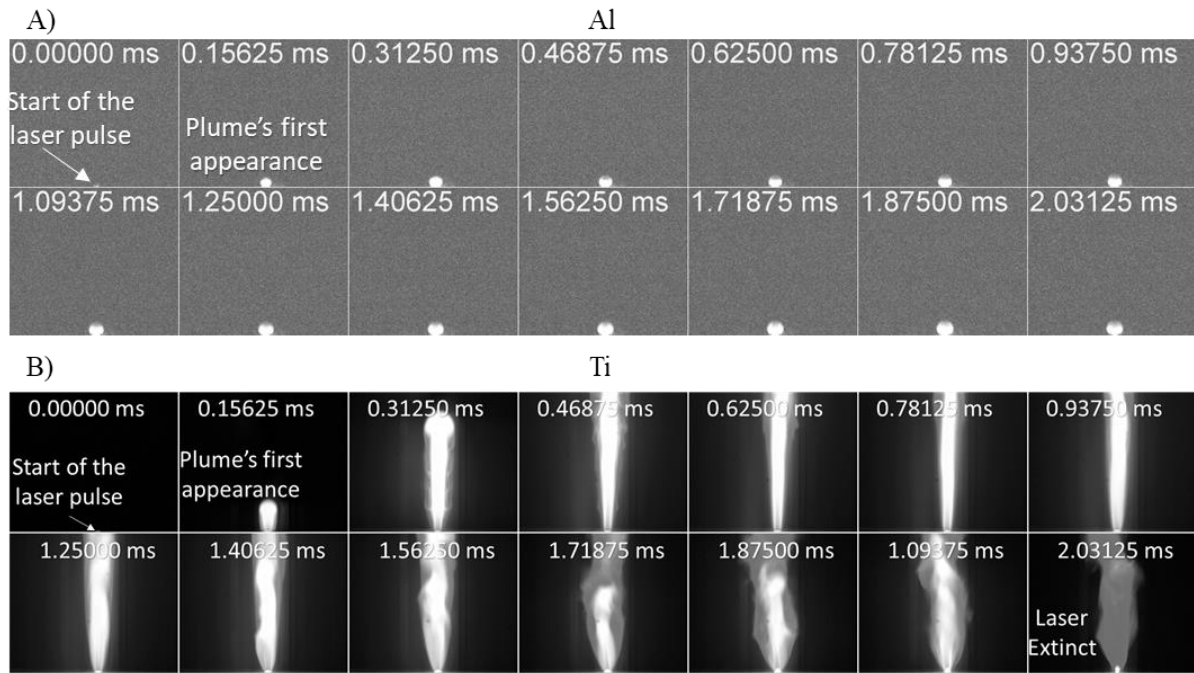 A) Al
0.00000 ms 0.15625 ms 0.31250 ms 0.46875 ms 0.62500 ms 0.78125 ms 0.93750 ms
Start of the
laser pulse
Plume's first
appearance
1.09375 ms 1.25000 ms 1.40625 ms 1.56250 ms 1.71875 ms 1.87500 ms 2.03125 ms
B) Ti
0.00000 ms 0.15625 ms 0.31250 ms 0.46875 ms 0.62500 ms 0.78125 ms 0.93750 ms
Start of the
laser pulse
Plume's first
appearance
1.25000 ms 1.40625 ms 1.56250 ms 1.71875 ms 1.87500 ms 1.09375 ms 2.03125 ms
Laser
Extinct